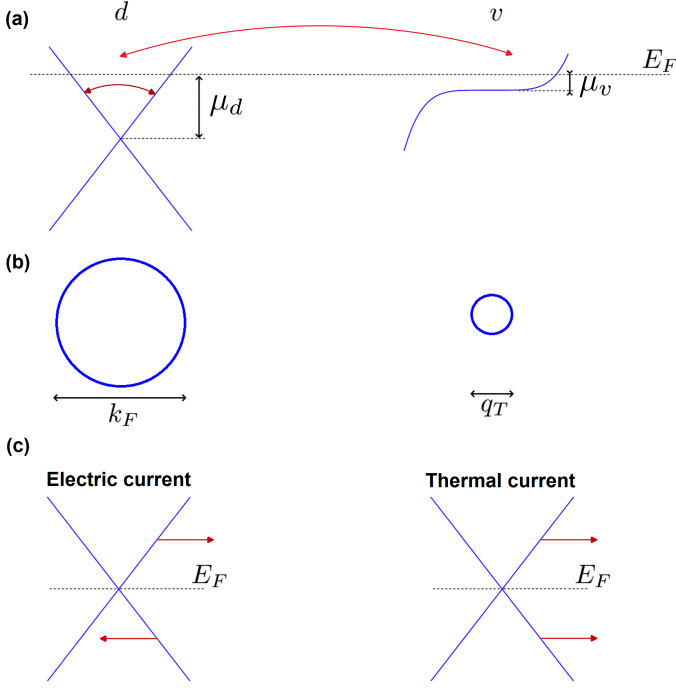 (a)
d v
E_F
μ_d
μ_v
(b)
k_F
q_T
(c)
Electric current Thermal current
E_F E_F